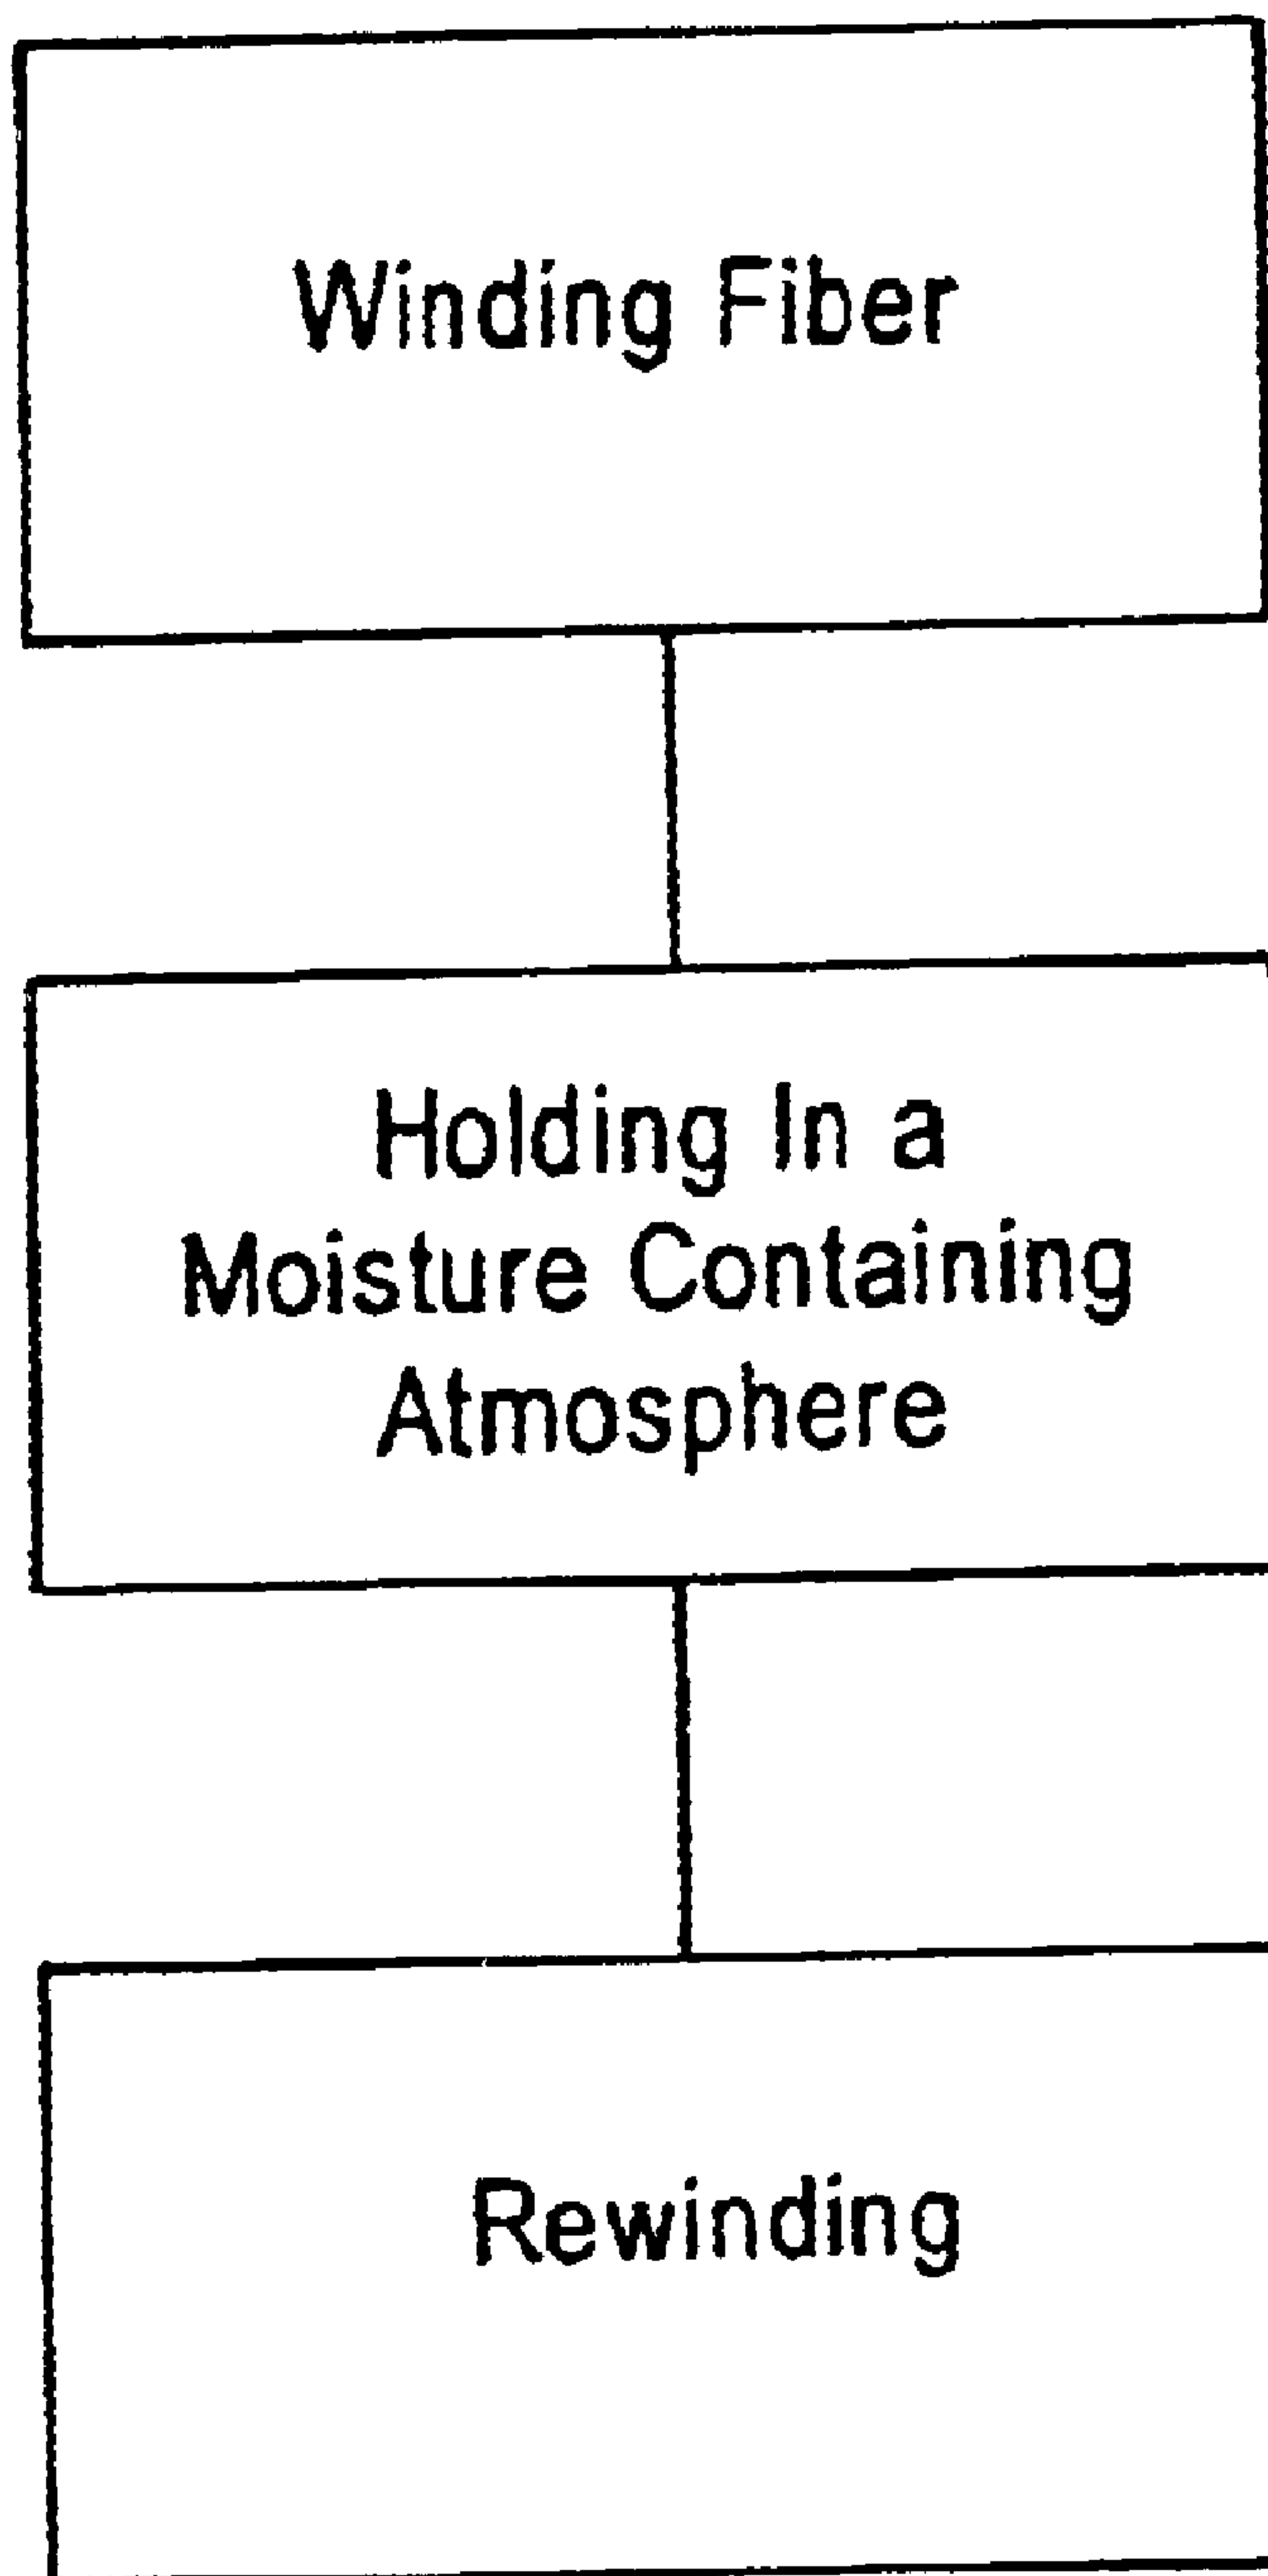 Winding Fiber
Holding In a
Moisture Containing
Atmosphere
Rewinding